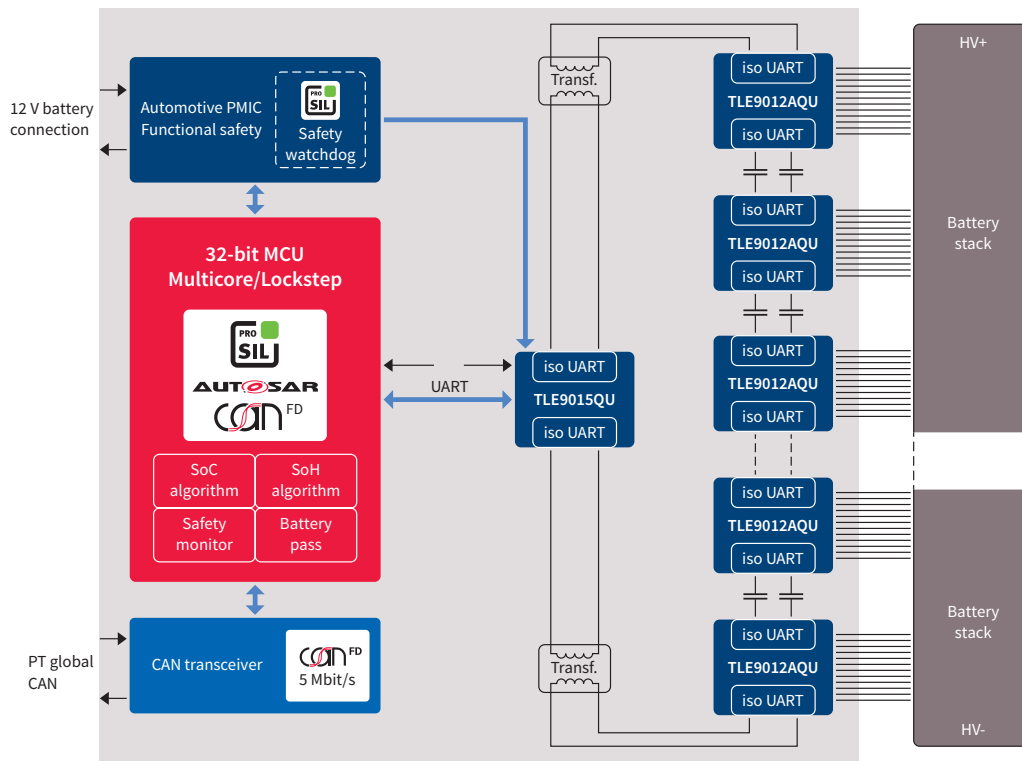 12 V battery
connection
Automotive PMIC
Functional safety
PRO
SIL
Safety
watchdog
32-bit MCU
Multicore/Lockstep
PRO
SIL
AUTOSAR
CAN FD
SoC
algorithm
SoH
algorithm
Safety
monitor
Battery
pass
PT global
CAN
CAN transceiver
CAN FD
5 Mbit/s
UART
Transf.
iso UART
TLE9015QU
iso UART
Transf.
iso UART
TLE9012AQU
iso UART
iso UART
TLE9012AQU
iso UART
iso UART
TLE9012AQU
iso UART
iso UART
TLE9012AQU
iso UART
iso UART
TLE9012AQU
iso UART
HV+
Battery
stack
Battery
stack
HV-